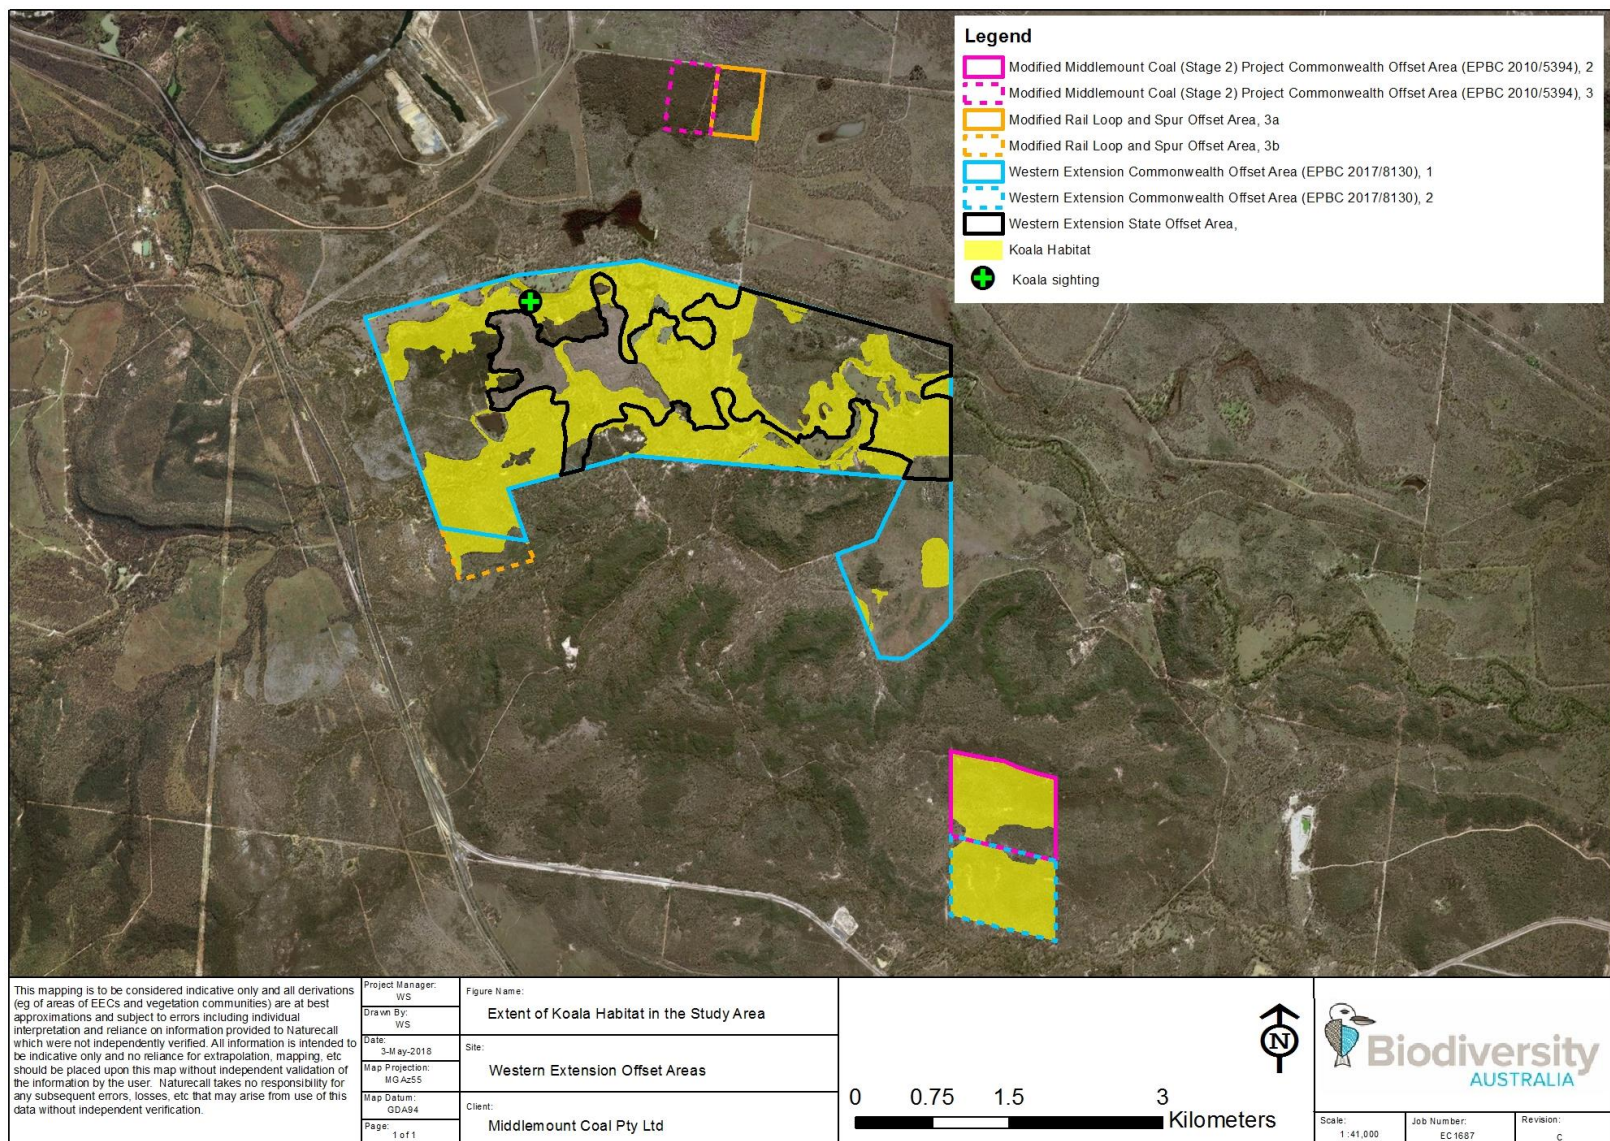 Legend
Modified Middlemount Coal (Stage 2) Project Commonwealth Offset Area (EPBC 2010/5394), 2
Modified Middlemount Coal (Stage 2) Project Commonwealth Offset Area (EPBC 2010/5394), 3
Modified Rail Loop and Spur Offset Area, 3a
Modified Rail Loop and Spur Offset Area, 3b
Western Extension Commonwealth Offset Area (EPBC 2017/8130), 1
Western Extension Commonwealth Offset Area (EPBC 2017/8130), 2
Western Extension State Offset Area,
Koala Habitat
Koala sighting
This mapping is to be considered indicative only and all derivations
(eg of areas of EECs and vegetation communities) are at best
approximations and subject to errors including individual
interpretation and reliance on information provided to Naturecall
which were not independently verified. All information is intended to
be indicative only and no reliance for extrapolation, mapping, etc
should be placed upon this map without independent validation of
the information by the user. Naturecall takes no responsibility for
any subsequent errors, losses, etc that may arise from use of this
data without independent verification.
Project Manager:
WS
Drawn By:
WS
Date:
3-May-2018
Map Projection:
MGAz55
Map Datum:
GDA94
Page:
1 of 1
Figure Name:
Extent of Koala Habitat in the Study Area
Site:
Western Extension Offset Areas
Client:
Middlemount Coal Pty Ltd
N
0 0.75 1.5 3
Kilometers
Biodiversity
AUSTRALIA
Scale:
1:41,000
Job Number:
EC1687
Revision:
C